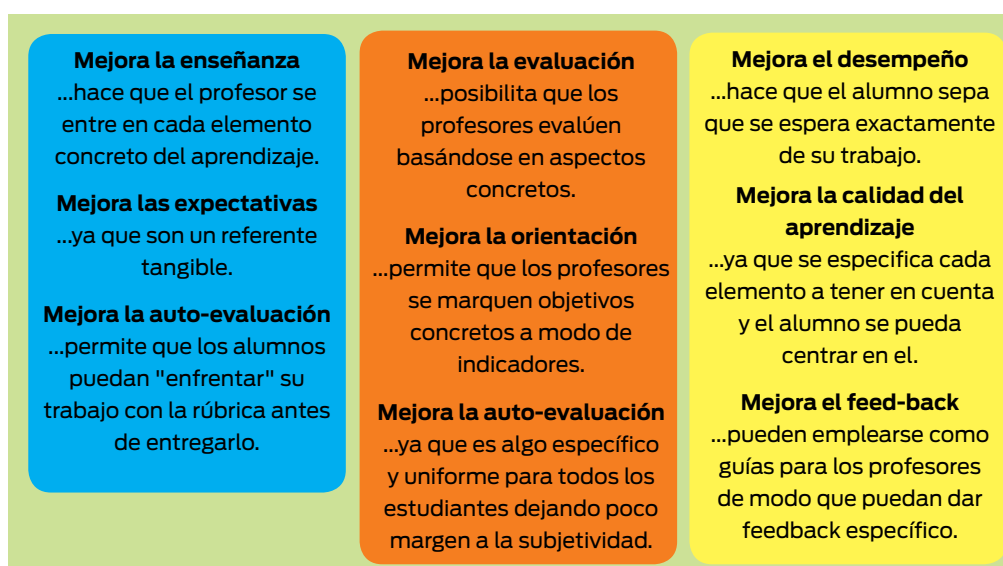 Mejora la enseñanza
...hace que el profesor se
entre en cada elemento
concreto del aprendizaje.
Mejora las expectativas
...ya que son un referente
tangible.
Mejora la auto-evaluación
...permite que los alumnos
puedan "enfrentar" su
trabajo con la rúbrica antes
de entregarlo.
Mejora la evaluación
...posibilita que los
profesores evalúen
basándose en aspectos
concretos.
Mejora la orientación
...permite que los profesores
se marquen objetivos
concretos a modo de
indicadores.
Mejora la auto-evaluación
...ya que es algo específico
y uniforme para todos los
estudiantes dejando poco
margen a la subjetividad.
Mejora el desempeño
...hace que el alumno sepa
que se espera exactamente
de su trabajo.
Mejora la calidad del
aprendizaje
...ya que se especifica cada
elemento a tener en cuenta
y el alumno se pueda
centrar en el.
Mejora el feed-back
...pueden emplearse como
guías para los profesores
de modo que puedan dar
feedback específico.